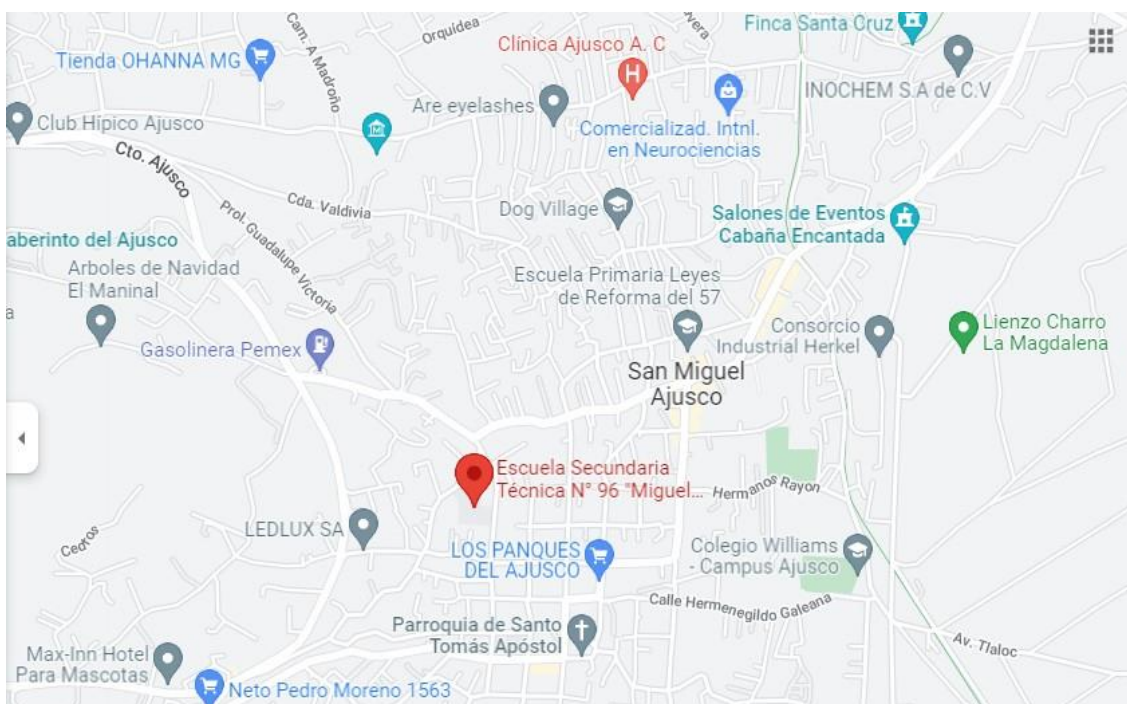 Orquídea
Finca Santa Cruz
Cam. A Madroño
Clínica Ajusco A. C
H
Tienda OHANNA MG
INOCHEM S.A de C.V
Are eyelashes
Club Hípico Ajusco
Comercializad. Intnl.
en Neurociencias
Cto. Ajusco
Cda. Valdivia
Dog Village
Salones de Eventos
Cabaña Encantada
Prol. Guadalupe Victoria
aberinto del Ajusco
Arboles de Navidad
El Maninal
Escuela Primaria Leyes
de Reforma del 57
a
Consorcio
Industrial Herkel
Lienzo Charro
La Magdalena
Gasolinera Pemex
San Miguel
Ajusco
Escuela Secundaria
Técnica N° 96 "Miguel...
Hermanos Rayon
LEDLUX SA
Cedros
LOS PANQUES
DEL AJUSCO
Colegio Williams
- Campus Ajusco
Calle Hermenegildo Galeana
Parroquia de Santo
Tomás Apóstol
Av. Tlaloc
Max-Inn Hotel
Para Mascotas
Neto Pedro Moreno 1563